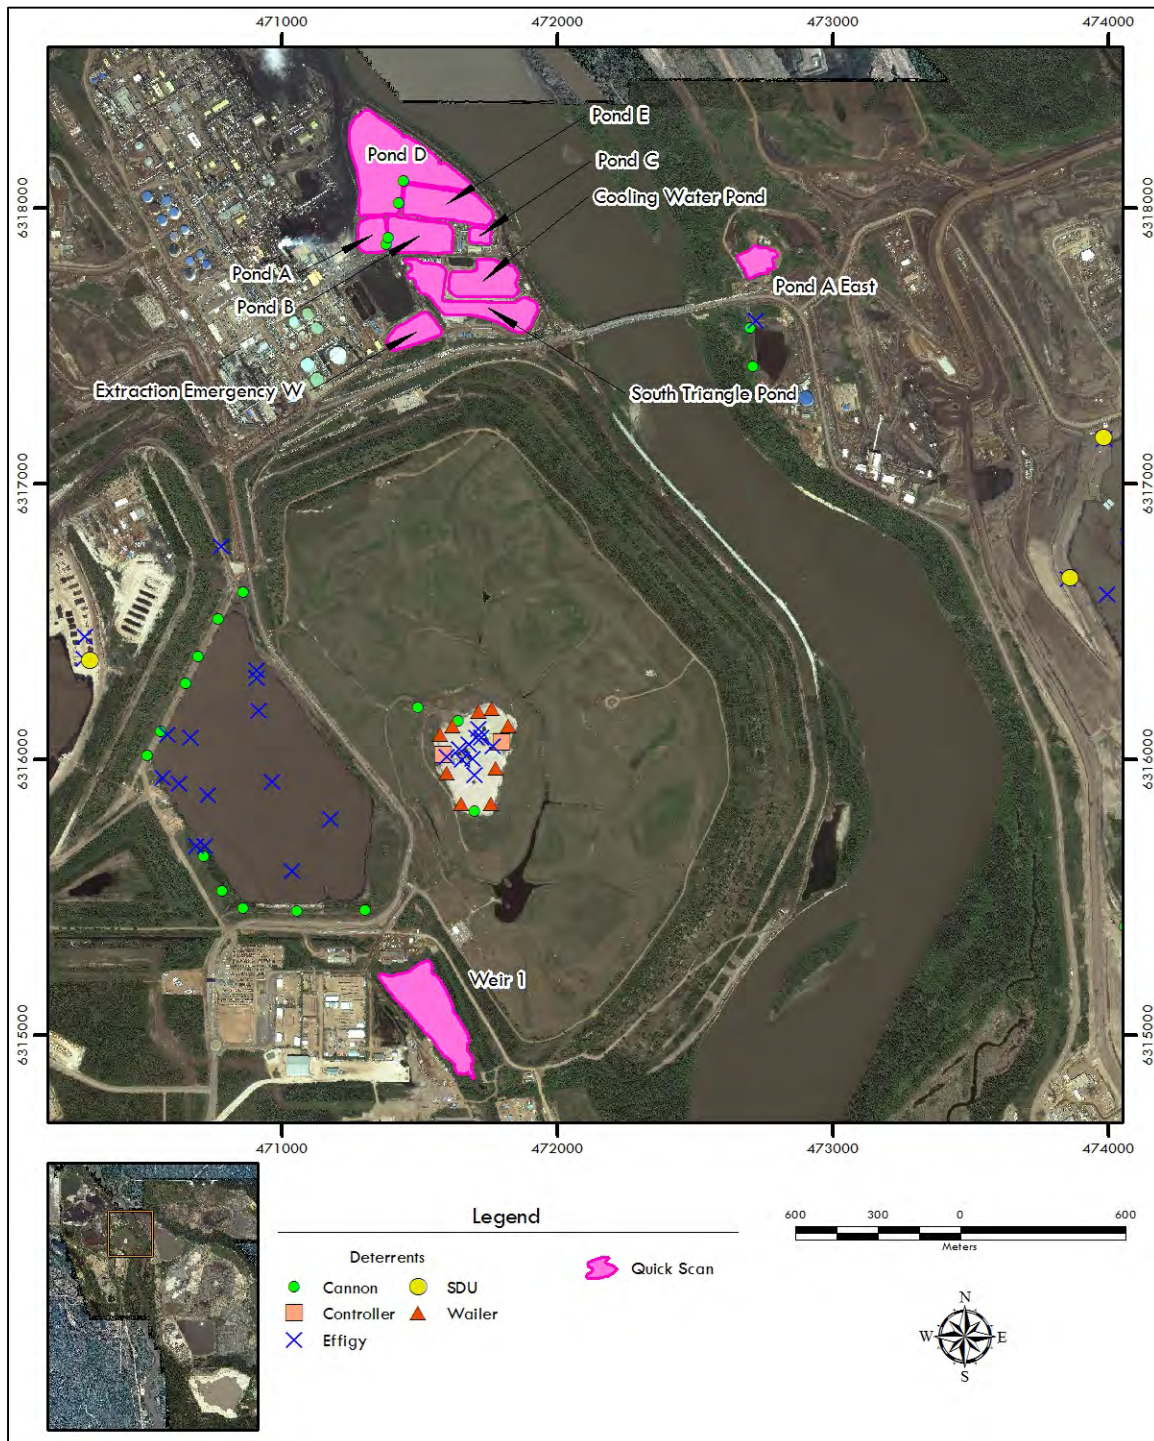 471000 472000 473000 474000
Pond E
Pond D
Pond C
Cooling Water Pond
6318000
6318000
Pond A
Pond A East
Pond B
Extraction Emergency W
South Triangle Pond
6317000
6317000
6316000
6316000
Weir 1
6315000
6315000
471000 472000 473000 474000
Legend
Deterrents
Cannon
SDU
Quick Scan
Controller
Wailer
Effigy
600 300 0 600
Meters
N
W E
S